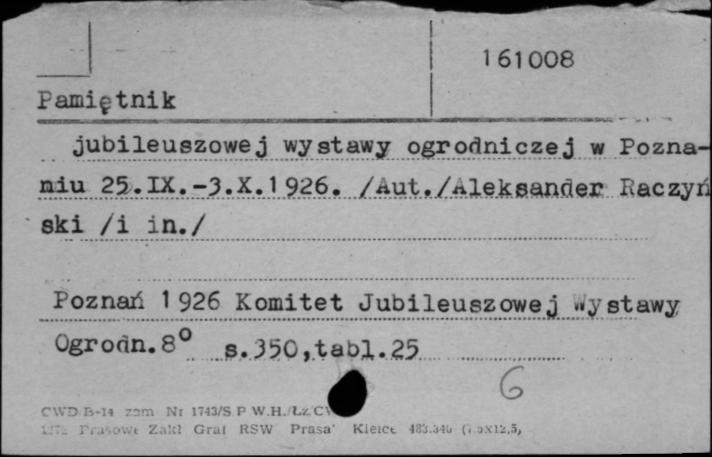 161008
Pamiętnik
jubileuszowej wystawy ogrodniczej w Pozna-
niu 25.IX.-3.X.1926. /Aut./Aleksander Raczyń
ski /i in./
Poznań 1926 Komitet Jubileuszowej Wystawy
Ogrodn.8° s.350,tabl.25
6
CWD B-14 zam Nr 1743/S P W.H./Łz CW
Prasowe Zakł Graf RSW Prasa' Kielce